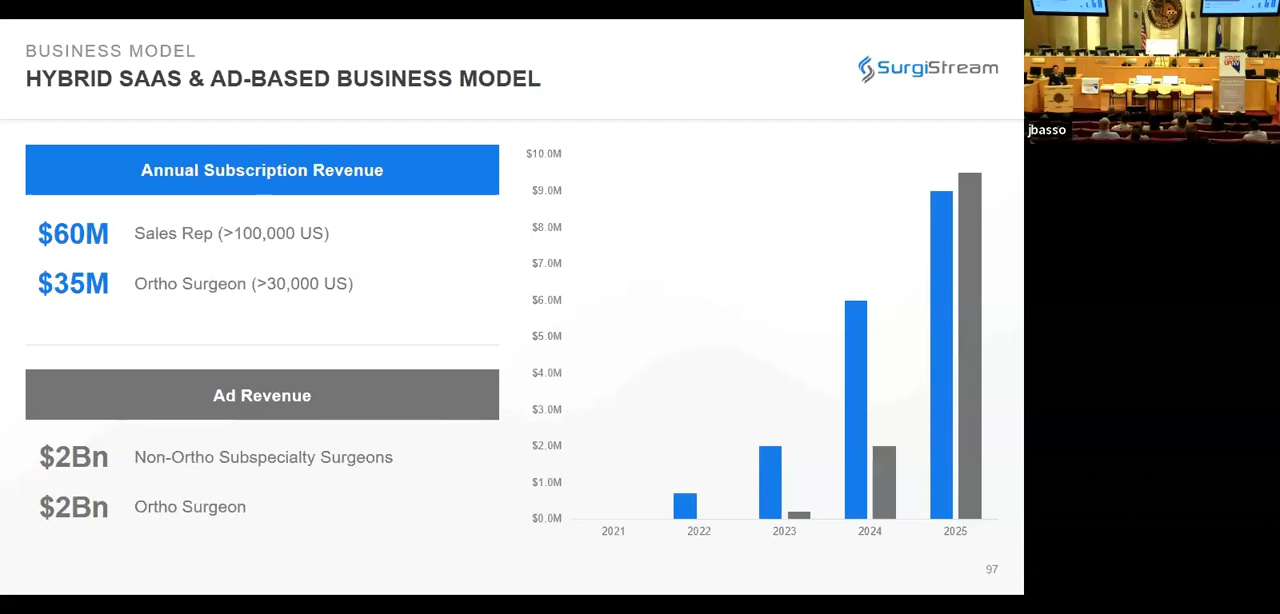 BUSINESS MODEL
HYBRID SAAS & AD-BASED BUSINESS MODEL
SurgiStream
Annual Subscription Revenue
$60M Sales Rep (>100,000 US)
$35M Ortho Surgeon (>30,000 US)
Ad Revenue
$2Bn Non-Ortho Subspecialty Surgeons
$2Bn Ortho Surgeon
$10.0M
$9.0M
$8.0M
$7.0M
$6.0M
$5.0M
$4.0M
$3.0M
$2.0M
$1.0M
$0.0M
2021 2022 2023 2024 2025
97
jbasso